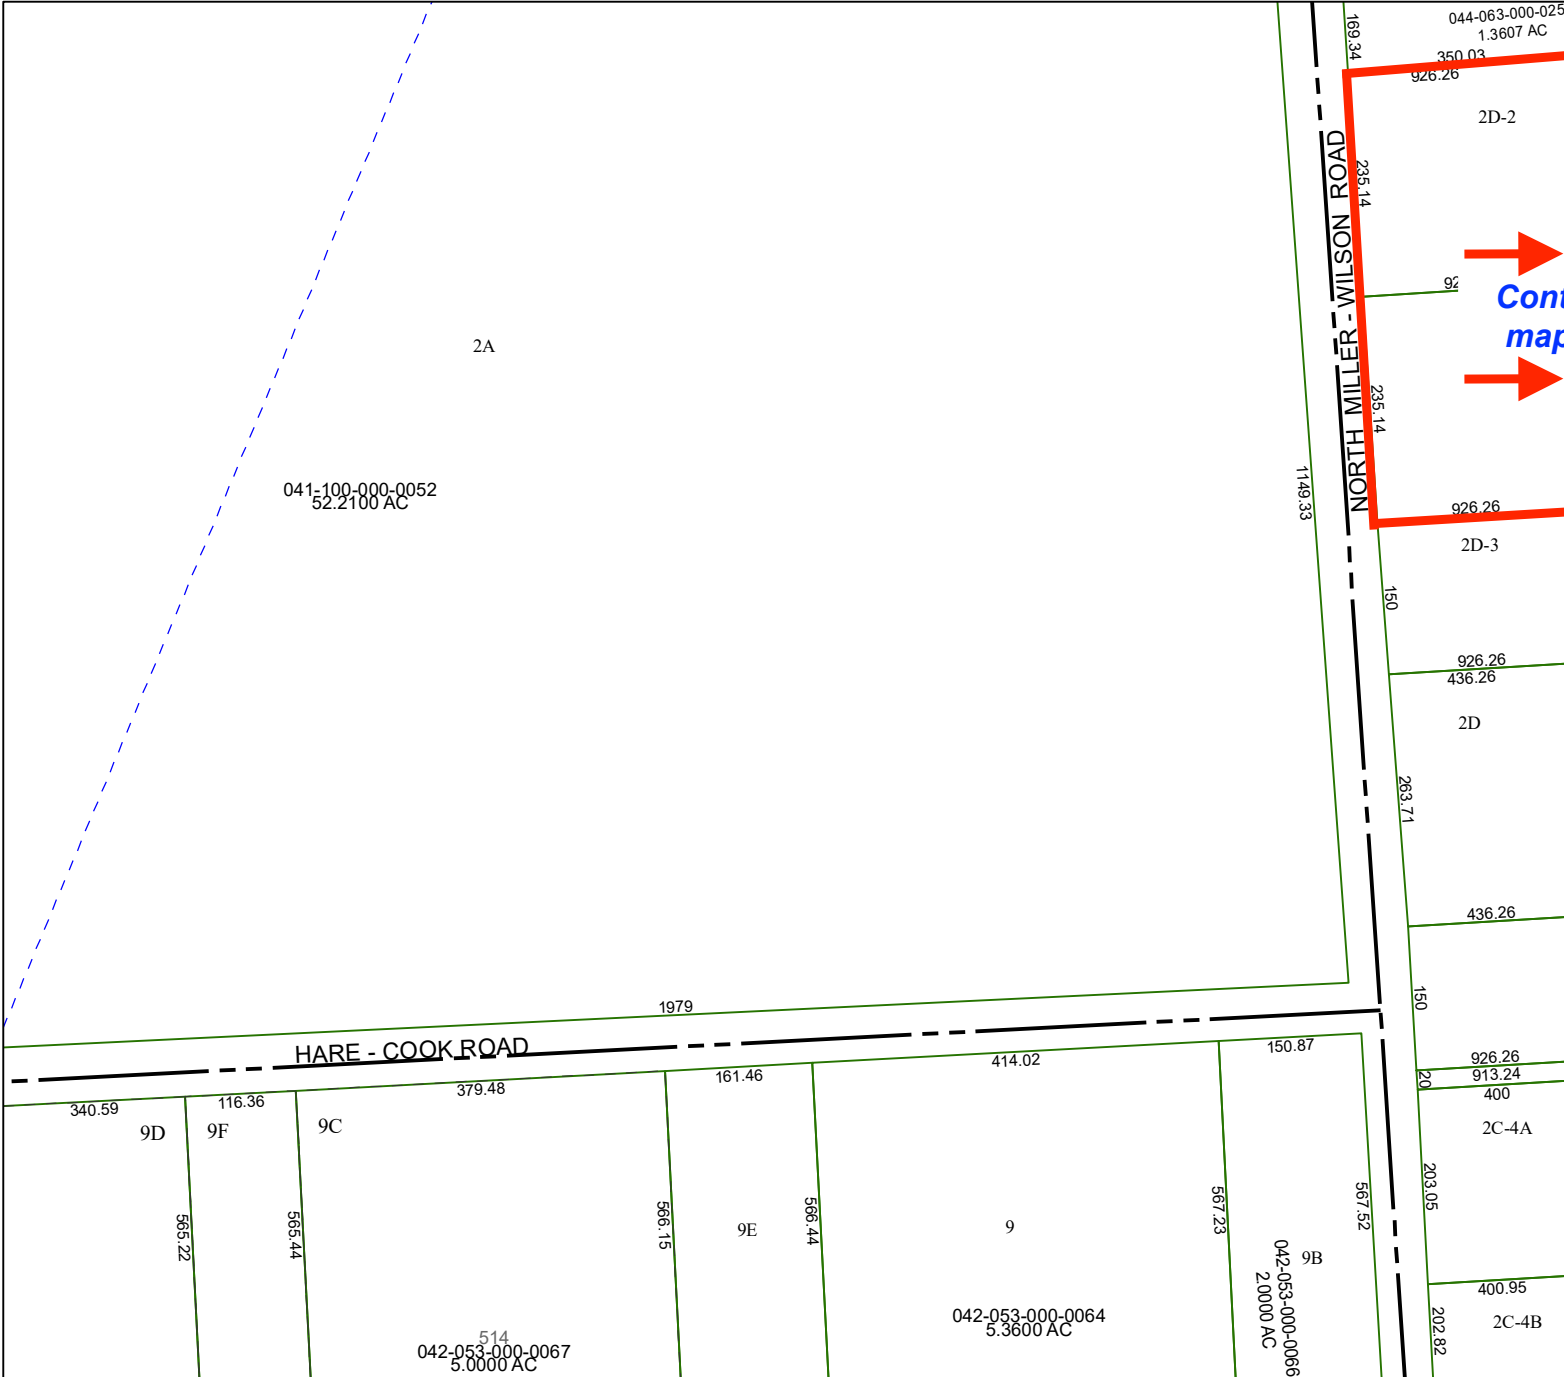 044-063-000-025
1.3607 AC
169.34
350.03
926.26
2D-2
235.14
NORTH MILLER - WILSON ROAD
92
Cont
map
2A
235.14
041-100-000-0052
52.2100 AC
1149.33
926.26
2D-3
150
926.26
436.26
2D
263.71
436.26
150
1979
HARE - COOK ROAD
414.02
150.87
926.26
20
913.24
400
161.46
379.48
116.36
340.59
9D
9F
9C
2C-4A
565.22
565.44
566.15
9E
566.44
9
567.23
567.52
203.05
042-053-000-0066
2.0000 AC
9B
400.95
2C-4B
202.82
042-053-000-0064
5.3600 AC
514
042-053-000-0067
5.0000 AC